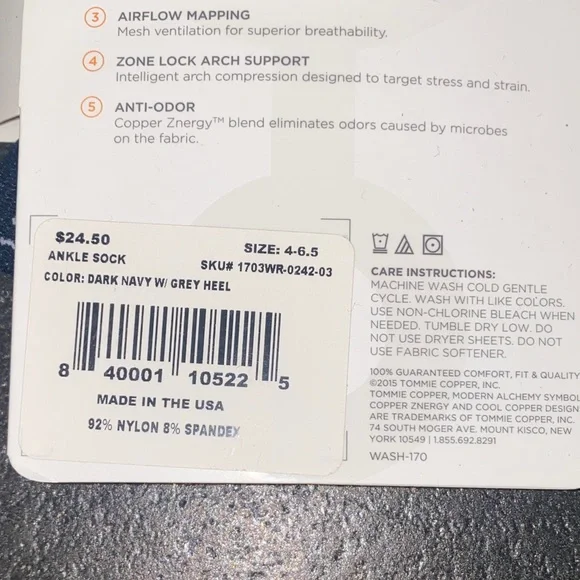 3 AIRFLOW MAPPING
Mesh ventilation for superior breathability.
4 ZONE LOCK ARCH SUPPORT
Intelligent arch compression designed to target stress and strain.
5 ANTI-ODOR
Copper Znergy™ blend eliminates odors caused by microbes
on the fabric.
$24.50
ANKLE SOCK
SIZE: 4-6.5
SKU# 1703WR-0242-03
COLOR: DARK NAVY W/ GREY HEEL
8 40001 10522 5
MADE IN THE USA
92% NYLON 8% SPANDEX
CARE INSTRUCTIONS:
MACHINE WASH COLD GENTLE
CYCLE. WASH WITH LIKE COLORS.
USE NON-CHLORINE BLEACH WHEN
NEEDED. TUMBLE DRY LOW. DO
NOT USE DRYER SHEETS. DO NOT
USE FABRIC SOFTENER.
100% GUARANTEED COMFORT, FIT & QUALITY
©2015 TOMMIE COPPER, INC.
TOMMIE COPPER, MODERN ALCHEMY SYMBOL
COPPER ZNERGY AND COOL COPPER DESIGN
ARE TRADEMARKS OF TOMMIE COPPER, INC.
74 SOUTH MOGER AVE. MOUNT KISCO, NEW
YORK 10549 | 1.855.692.8291
WASH-170